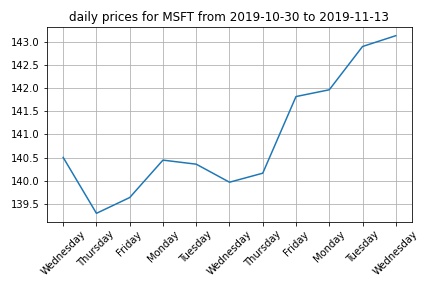 daily prices for MSFT from 2019-10-30 to 2019-11-13
143.0
142.5
142.0
141.5
141.0
140.5
140.0
139.5
Wednesday
Thursday
Friday
Monday
Tuesday
Wednesday
Thursday
Friday
Monday
Tuesday
Wednesday